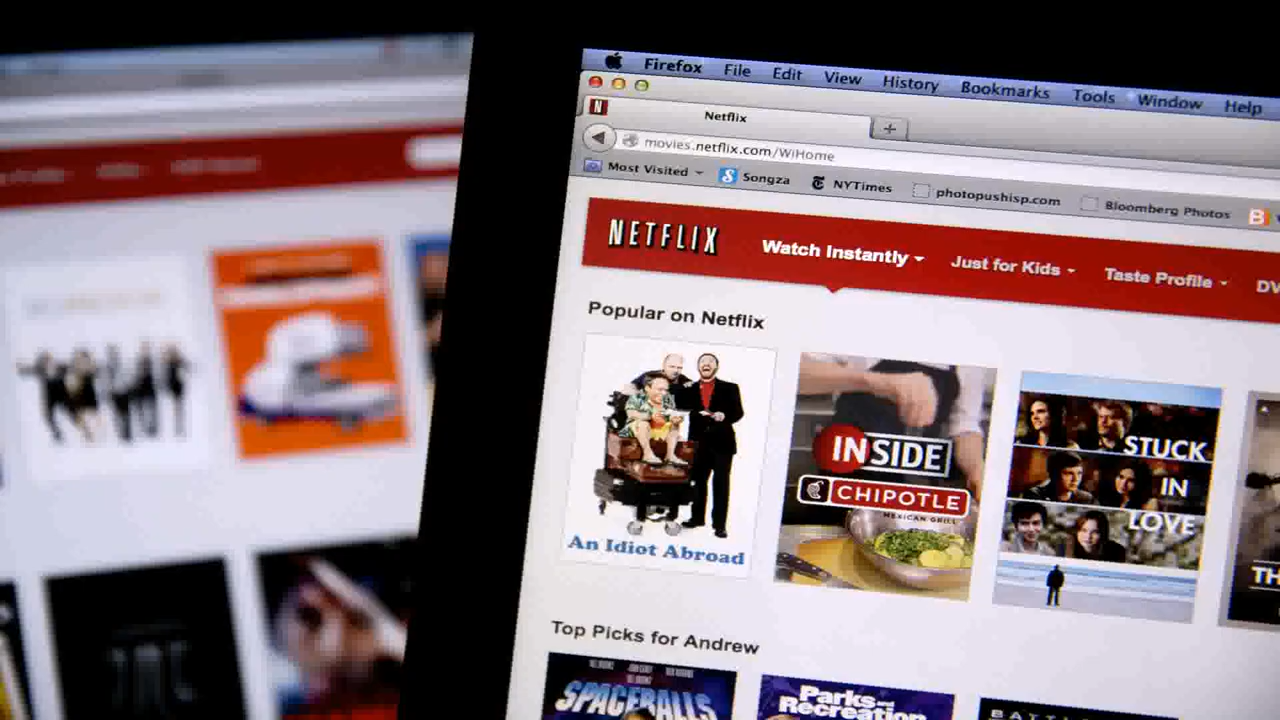 Firefox File Edit View History Bookmarks Tools Window Help
N Netflix +
movies.netflix.com/WiHome
Most Visited S Songza NYTimes photopushisp.com Bloomberg Photos B
NETFLIX Watch Instantly Just for Kids Taste Profile DV
Popular on Netflix
An Idiot Abroad
INSIDE
CHIPOTLE
MEXICAN GRILL
STUCK
IN
LOVE
TH
Top Picks for Andrew
SPACEBALLS
Parks and
Recreation